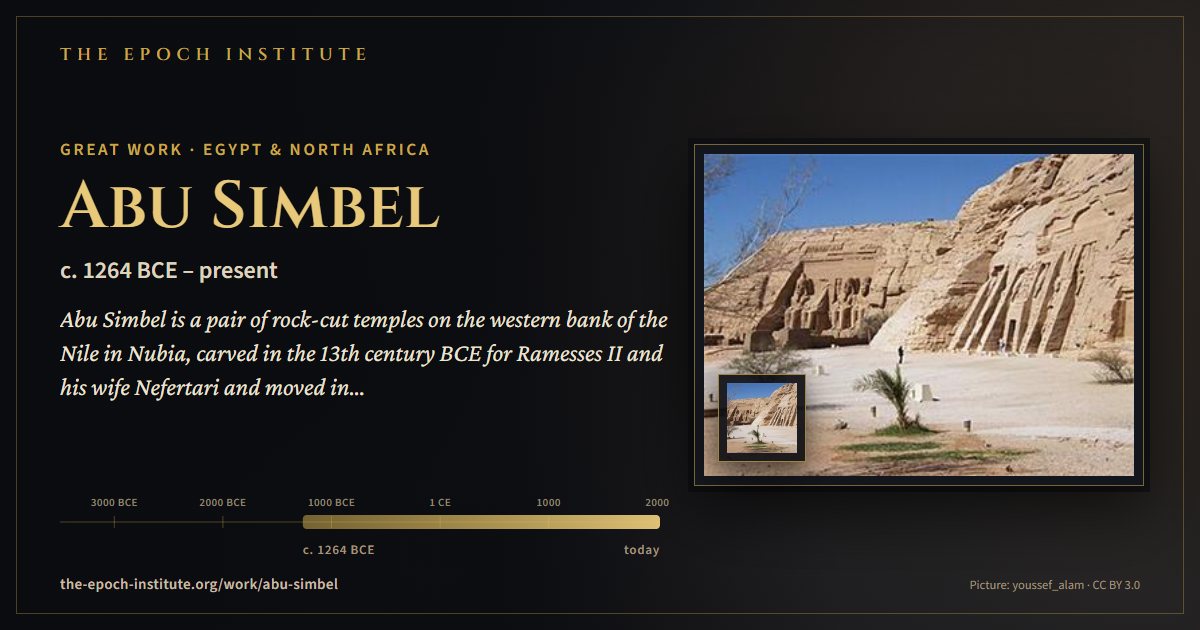 THE EPOCH INSTITUTE
GREAT WORK · EGYPT & NORTH AFRICA
ABU SIMBEL
c. 1264 BCE – present
Abu Simbel is a pair of rock-cut temples on the western bank of the
Nile in Nubia, carved in the 13th century BCE for Ramesses II and
his wife Nefertari and moved in...
3000 BCE 2000 BCE 1000 BCE 1 CE 1000 2000
c. 1264 BCE today
the-epoch-institute.org/work/abu-simbel
Picture: youssef_alam · CC BY 3.0